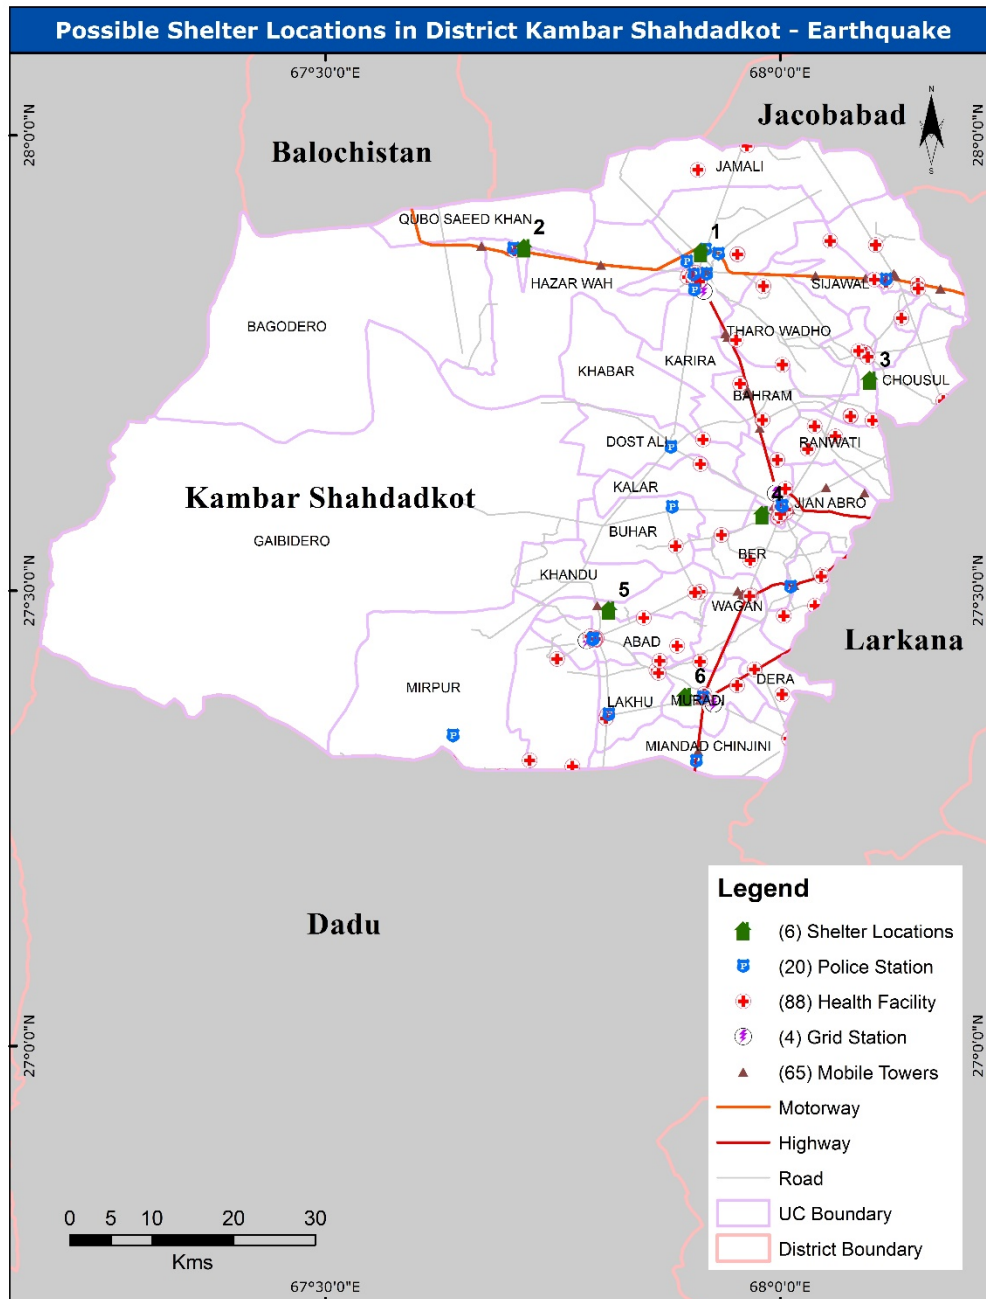 Possible Shelter Locations in District Kambar Shahdadkot - Earthquake
67°30'0"E
68°0'0"E
28°0'0"N
28°0'0"N
Jacobabad
N
S
Balochistan
JAMALI
QUBO SAEED KHAN
2
1
HAZAR WAH
SIJAWAL
BAGODERO
THARO WADHO
KARIRA
KHABAR
3
CHOUSUL
BAHRAM
DOST ALI
RANWATI
Kambar Shahdadkot
KALAR
4
JIAN ABRO
GAIBIDERO
BUHAR
BER
KHANDU
5
27°30'0"N
27°30'0"N
WAGAN
ABAD
Larkana
6
DERA
MIRPUR
LAKHU
MURADI
MIANDAD CHINJINI
Dadu
Legend
(6) Shelter Locations
P
(20) Police Station
(88) Health Facility
(4) Grid Station
(65) Mobile Towers
Motorway
Highway
Road
UC Boundary
District Boundary
27°0'0"N
27°0'0"N
0 5 10 20 30
Kms
67°30'0"E
68°0'0"E